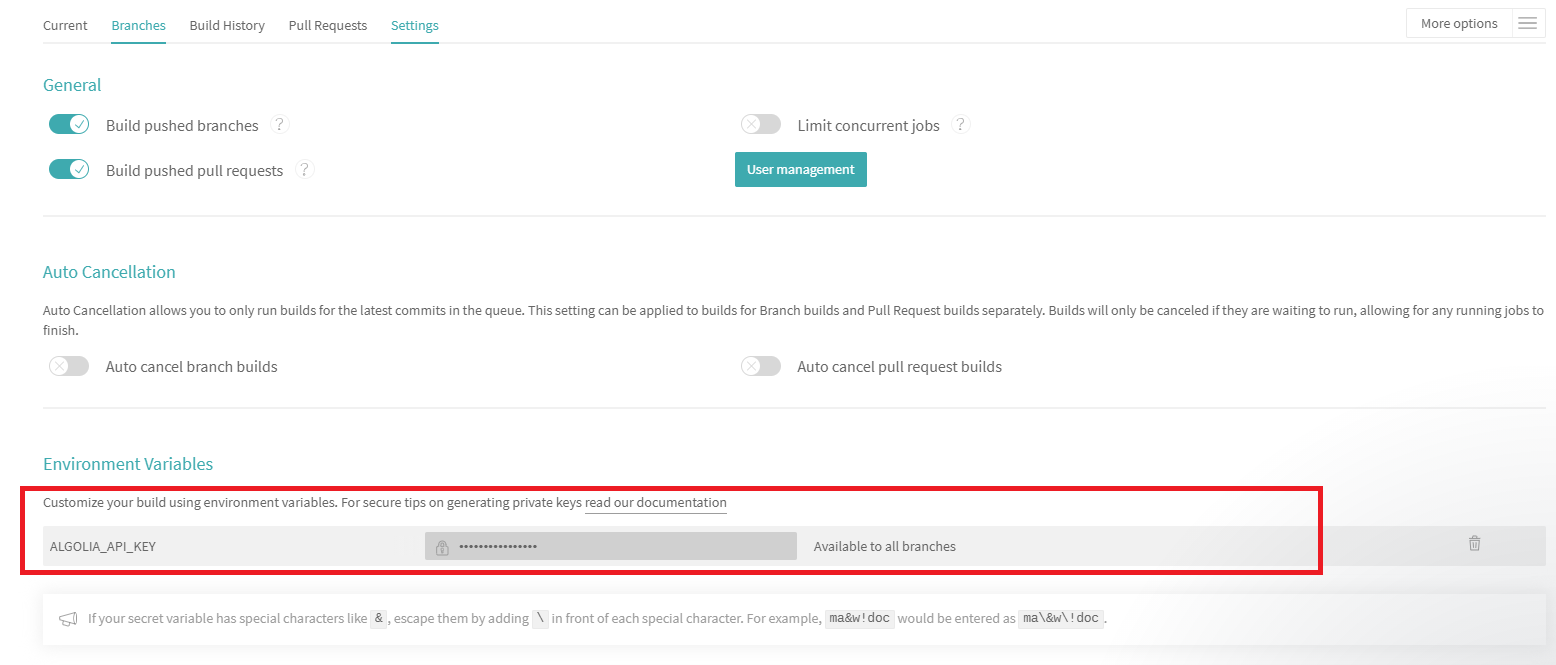 Current Branches Build History Pull Requests Settings More options
General
Build pushed branches ? Limit concurrent jobs ?
Build pushed pull requests ? User management
Auto Cancellation
Auto Cancellation allows you to only run builds for the latest commits in the queue. This setting can be applied to builds for Branch builds and Pull Request builds separately. Builds will only be canceled if they are waiting to run, allowing for any running jobs to
finish.
Auto cancel branch builds Auto cancel pull request builds
Environment Variables
Customize your build using environment variables. For secure tips on generating private keys read our documentation
ALGOLIA_API_KEY •••••••••••••••• Available to all branches
If your secret variable has special characters like & , escape them by adding \ in front of each special character. For example, ma&w!doc would be entered as ma\&w\!doc .